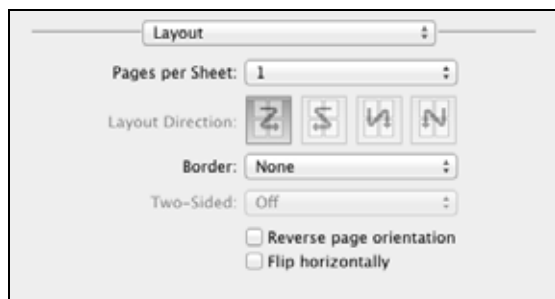 Layout
Pages per Sheet: 1
Layout Direction:
Border: None
Two-Sided: Off
Reverse page orientation
Flip horizontally